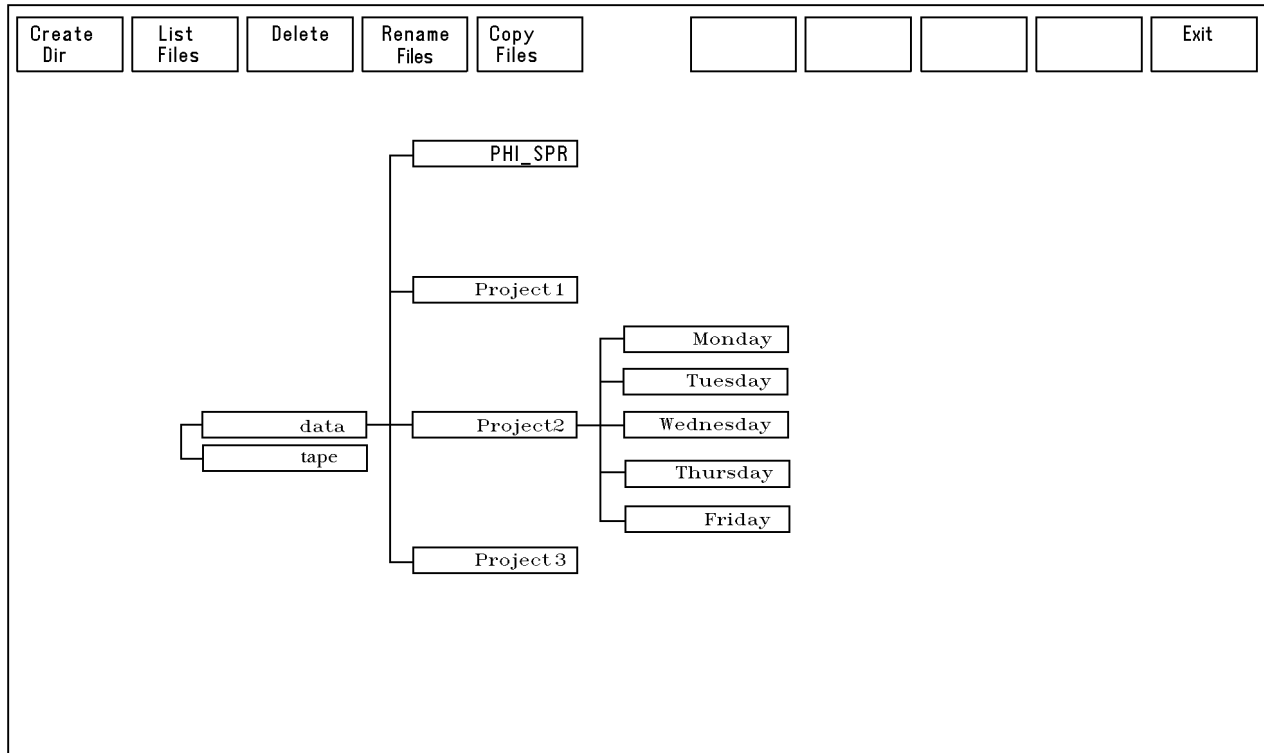 Create
Dir
List
Files
Delete
Rename
Files
Copy
Files
Exit
PHI_SPR
Project1
Monday
Tuesday
data
Project2
Wednesday
tape
Thursday
Friday
Project3